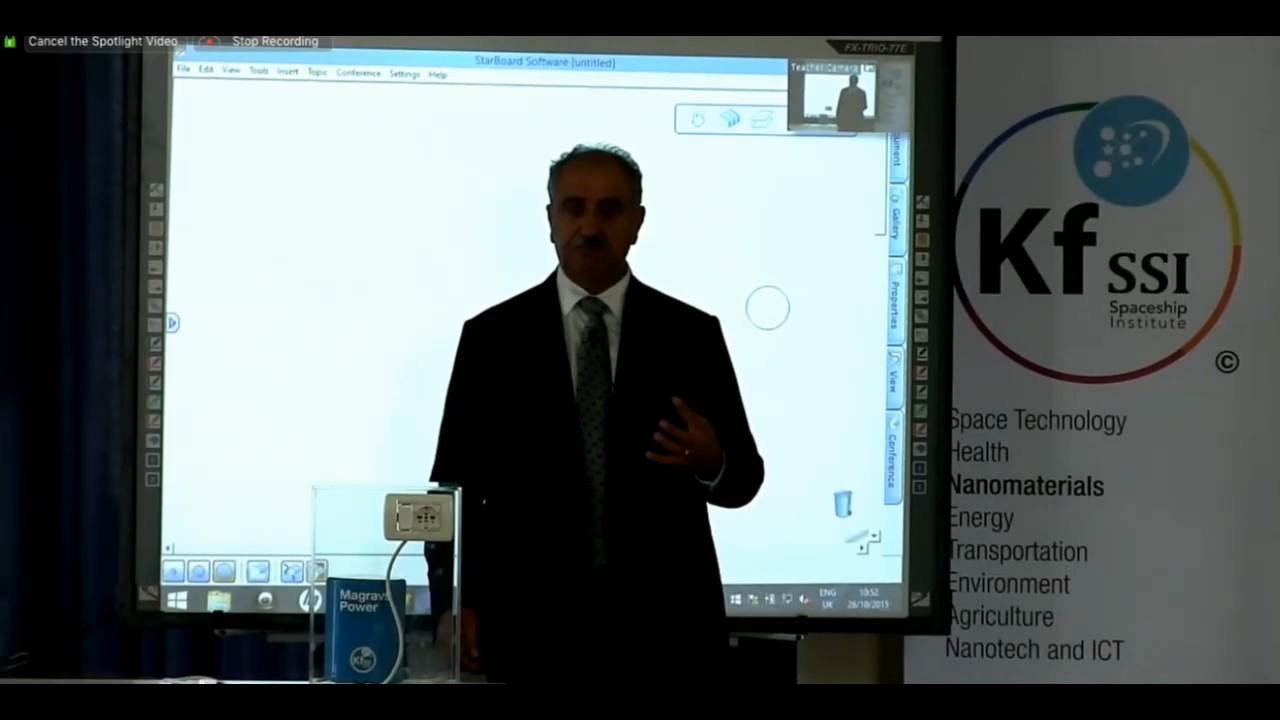 Cancel the Spotlight Video
Stop Recording
FX-TRIO-77E
StarBoard Software [untitled]
File Edit View Tools Insert Topic Conference Settings Help
Teacher Camera
Gallery
Properties
View
Conference
Magravs
Power
Kf
ENG
UK
10:52
26/10/2015
Kf SSI
Spaceship
Institute
©
Space Technology
Health
Nanomaterials
Energy
Transportation
Environment
Agriculture
Nanotech and ICT